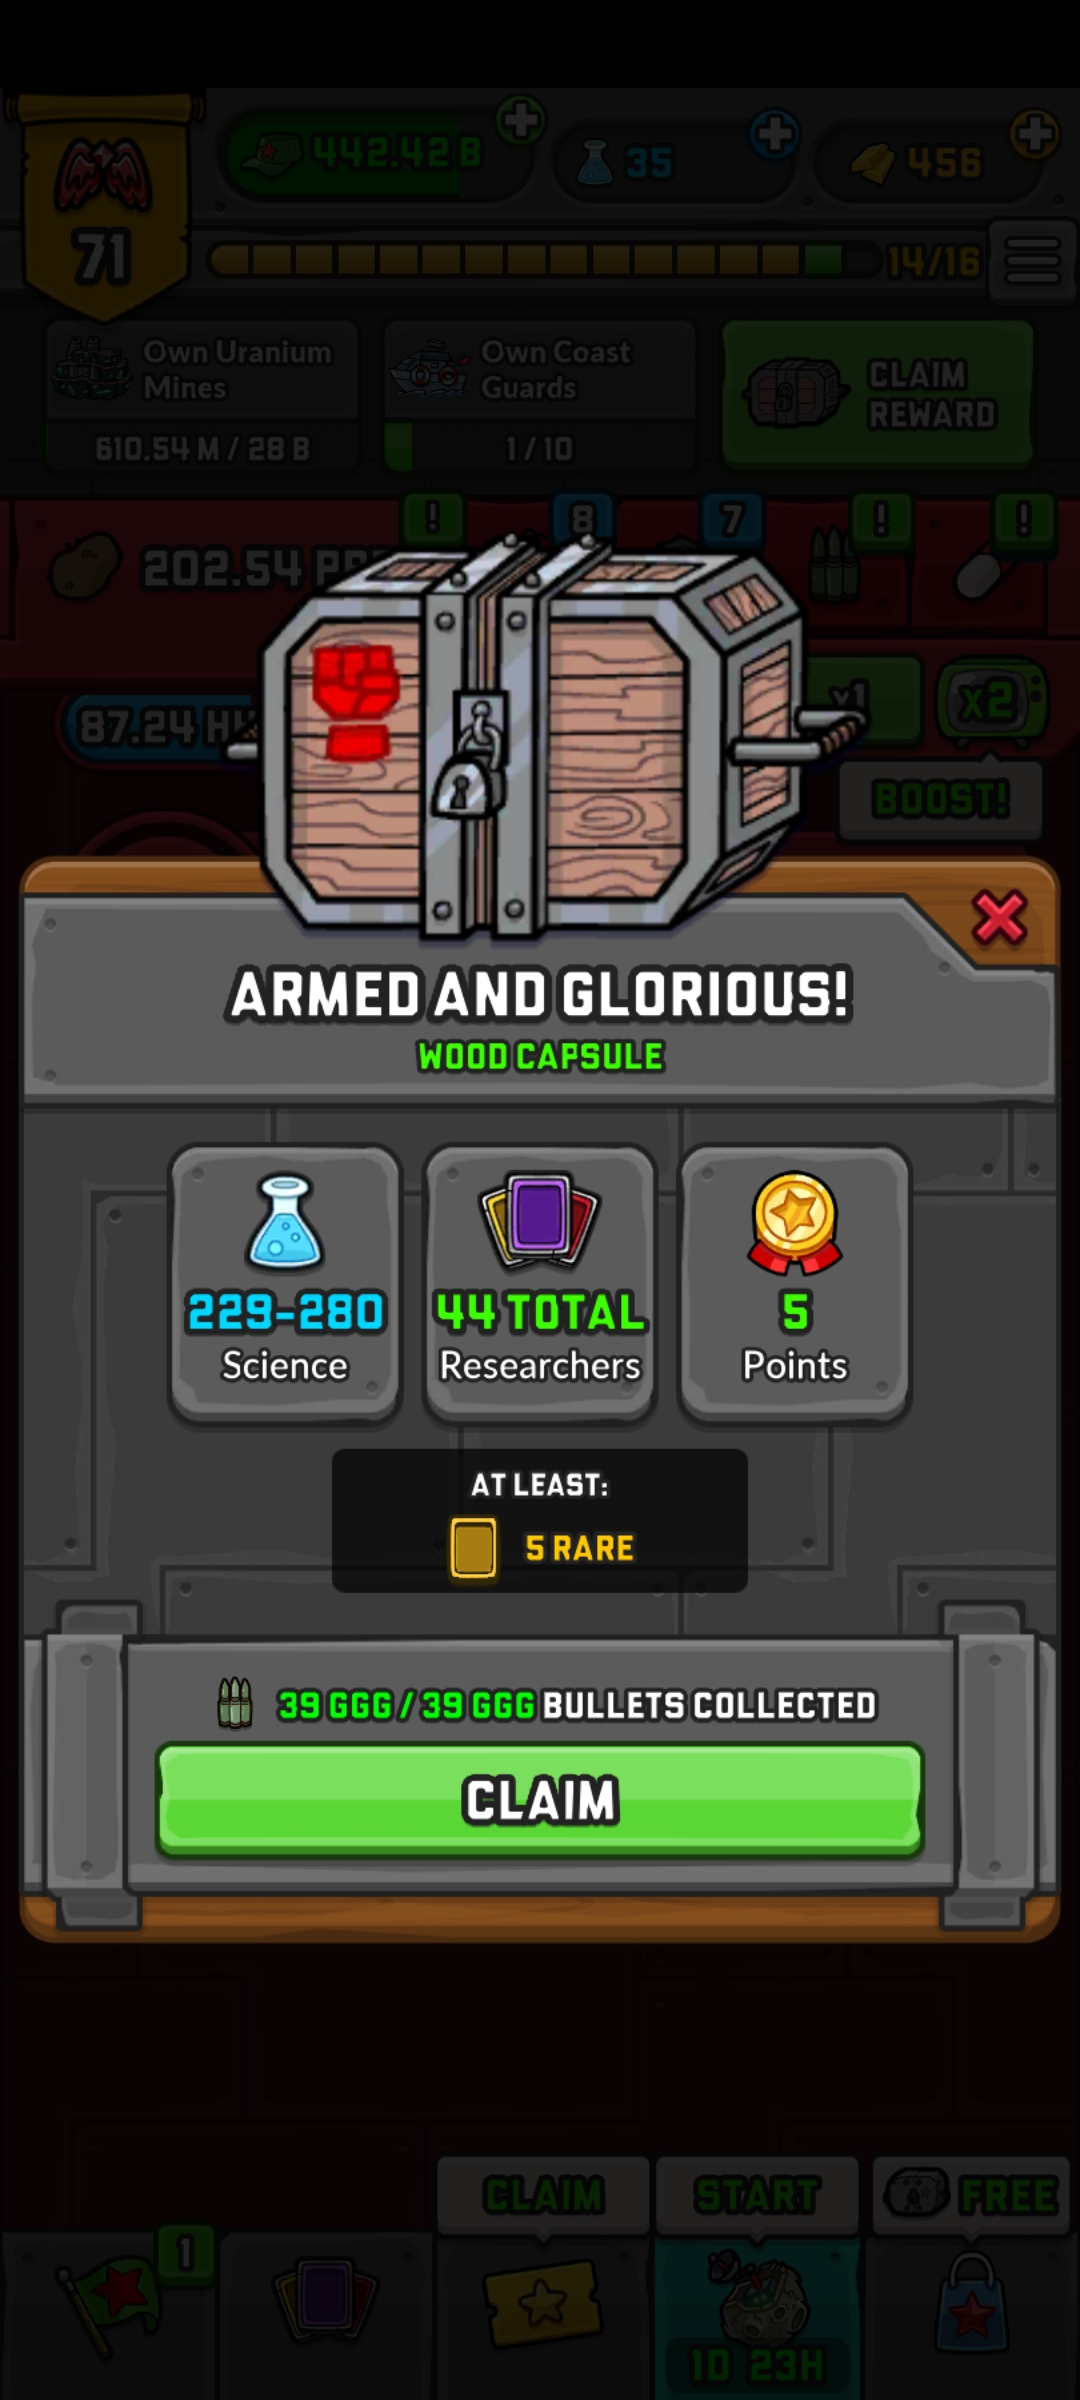 442.42 B
35
456
71
14/16
Own Uranium
Mines
610.54 M / 28 B
Own Coast
Guards
1 / 10
CLAIM
REWARD
!
8
7
!
!
202.54
87.24
x1
x2
BOOST!
ARMED AND GLORIOUS!
WOOD CAPSULE
229-280
Science
44 TOTAL
Researchers
5
Points
AT LEAST:
5 RARE
39 GGG / 39 GGG BULLETS COLLECTED
CLAIM
CLAIM
START
FREE
1
1D 23H